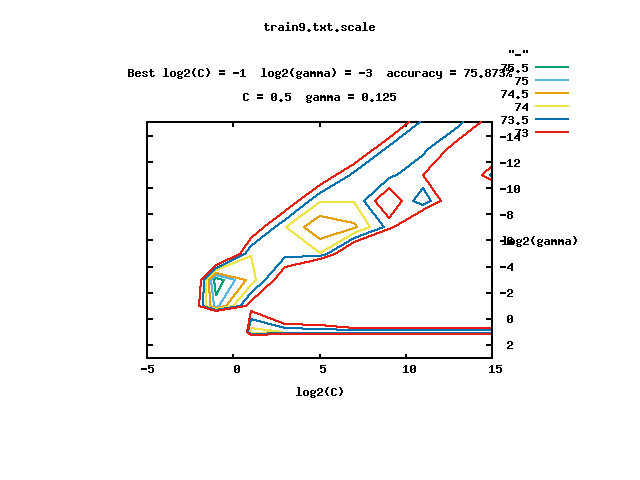 train9.txt.scale
"-"
Best log2(C) = -1  log2(gamma) = -3  accuracy = 75.873%
75.5
75
C = 0.5  gamma = 0.125
74.5
74
73.5
73
-14
-12
-10
-8
-6
log2(gamma)
-4
-2
0
2
-5 0 5 10 15
log2(C)